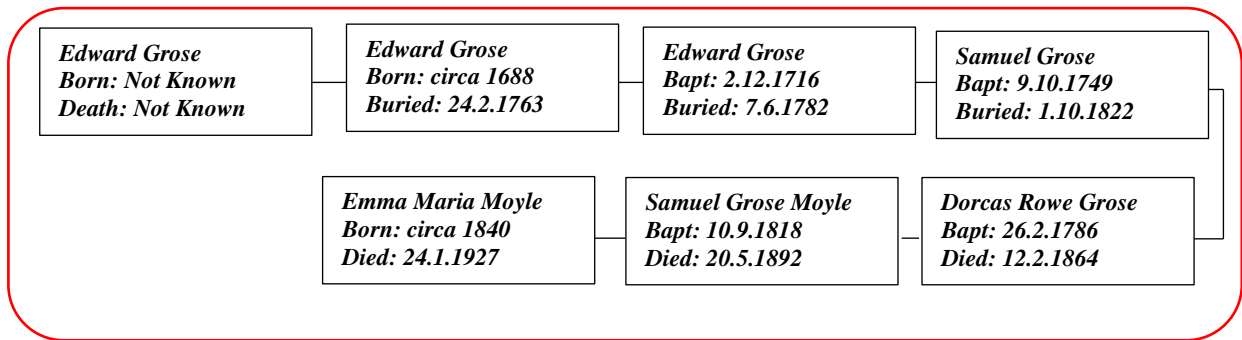 Edward Grose
Born: Not Known
Death: Not Known
Edward Grose
Born: circa 1688
Buried: 24.2.1763
Edward Grose
Bapt: 2.12.1716
Buried: 7.6.1782
Samuel Grose
Bapt: 9.10.1749
Buried: 1.10.1822
Emma Maria Moyle
Born: circa 1840
Died: 24.1.1927
Samuel Grose Moyle
Bapt: 10.9.1818
Died: 20.5.1892
Dorcas Rowe Grose
Bapt: 26.2.1786
Died: 12.2.1864